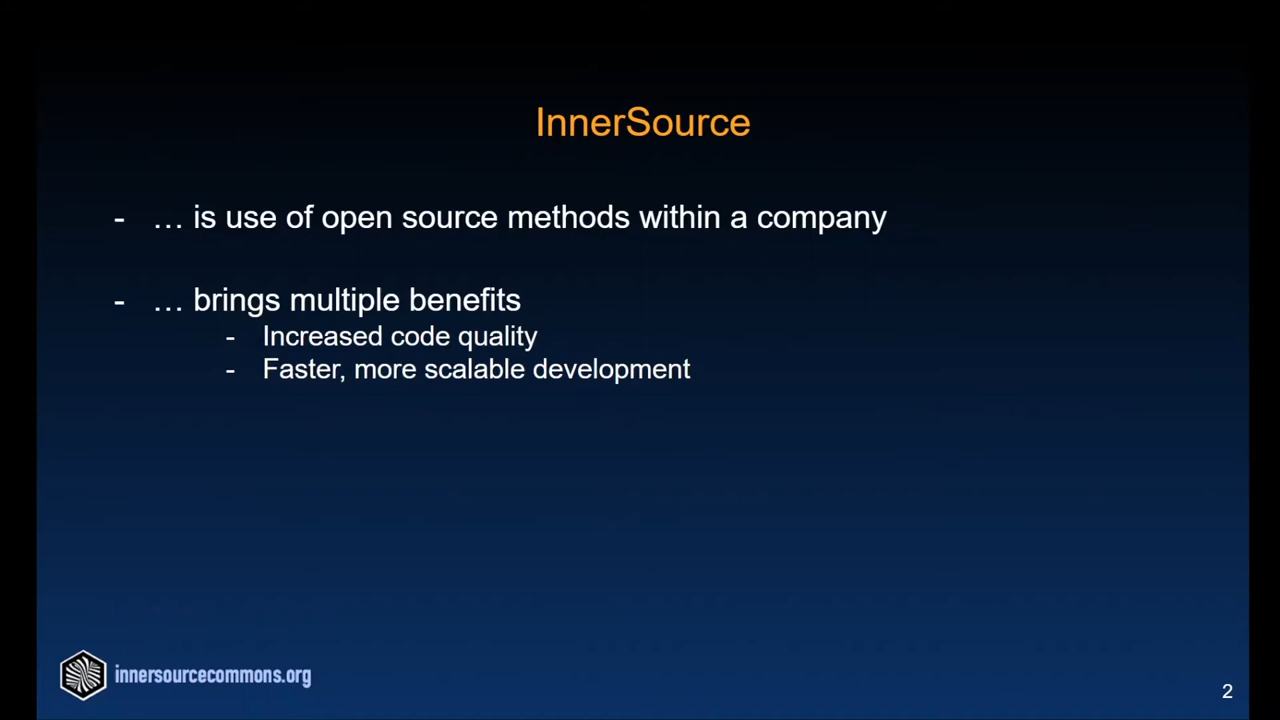 InnerSource
- … is use of open source methods within a company
- … brings multiple benefits
- Increased code quality
- Faster, more scalable development
innersourcecommons.org
2